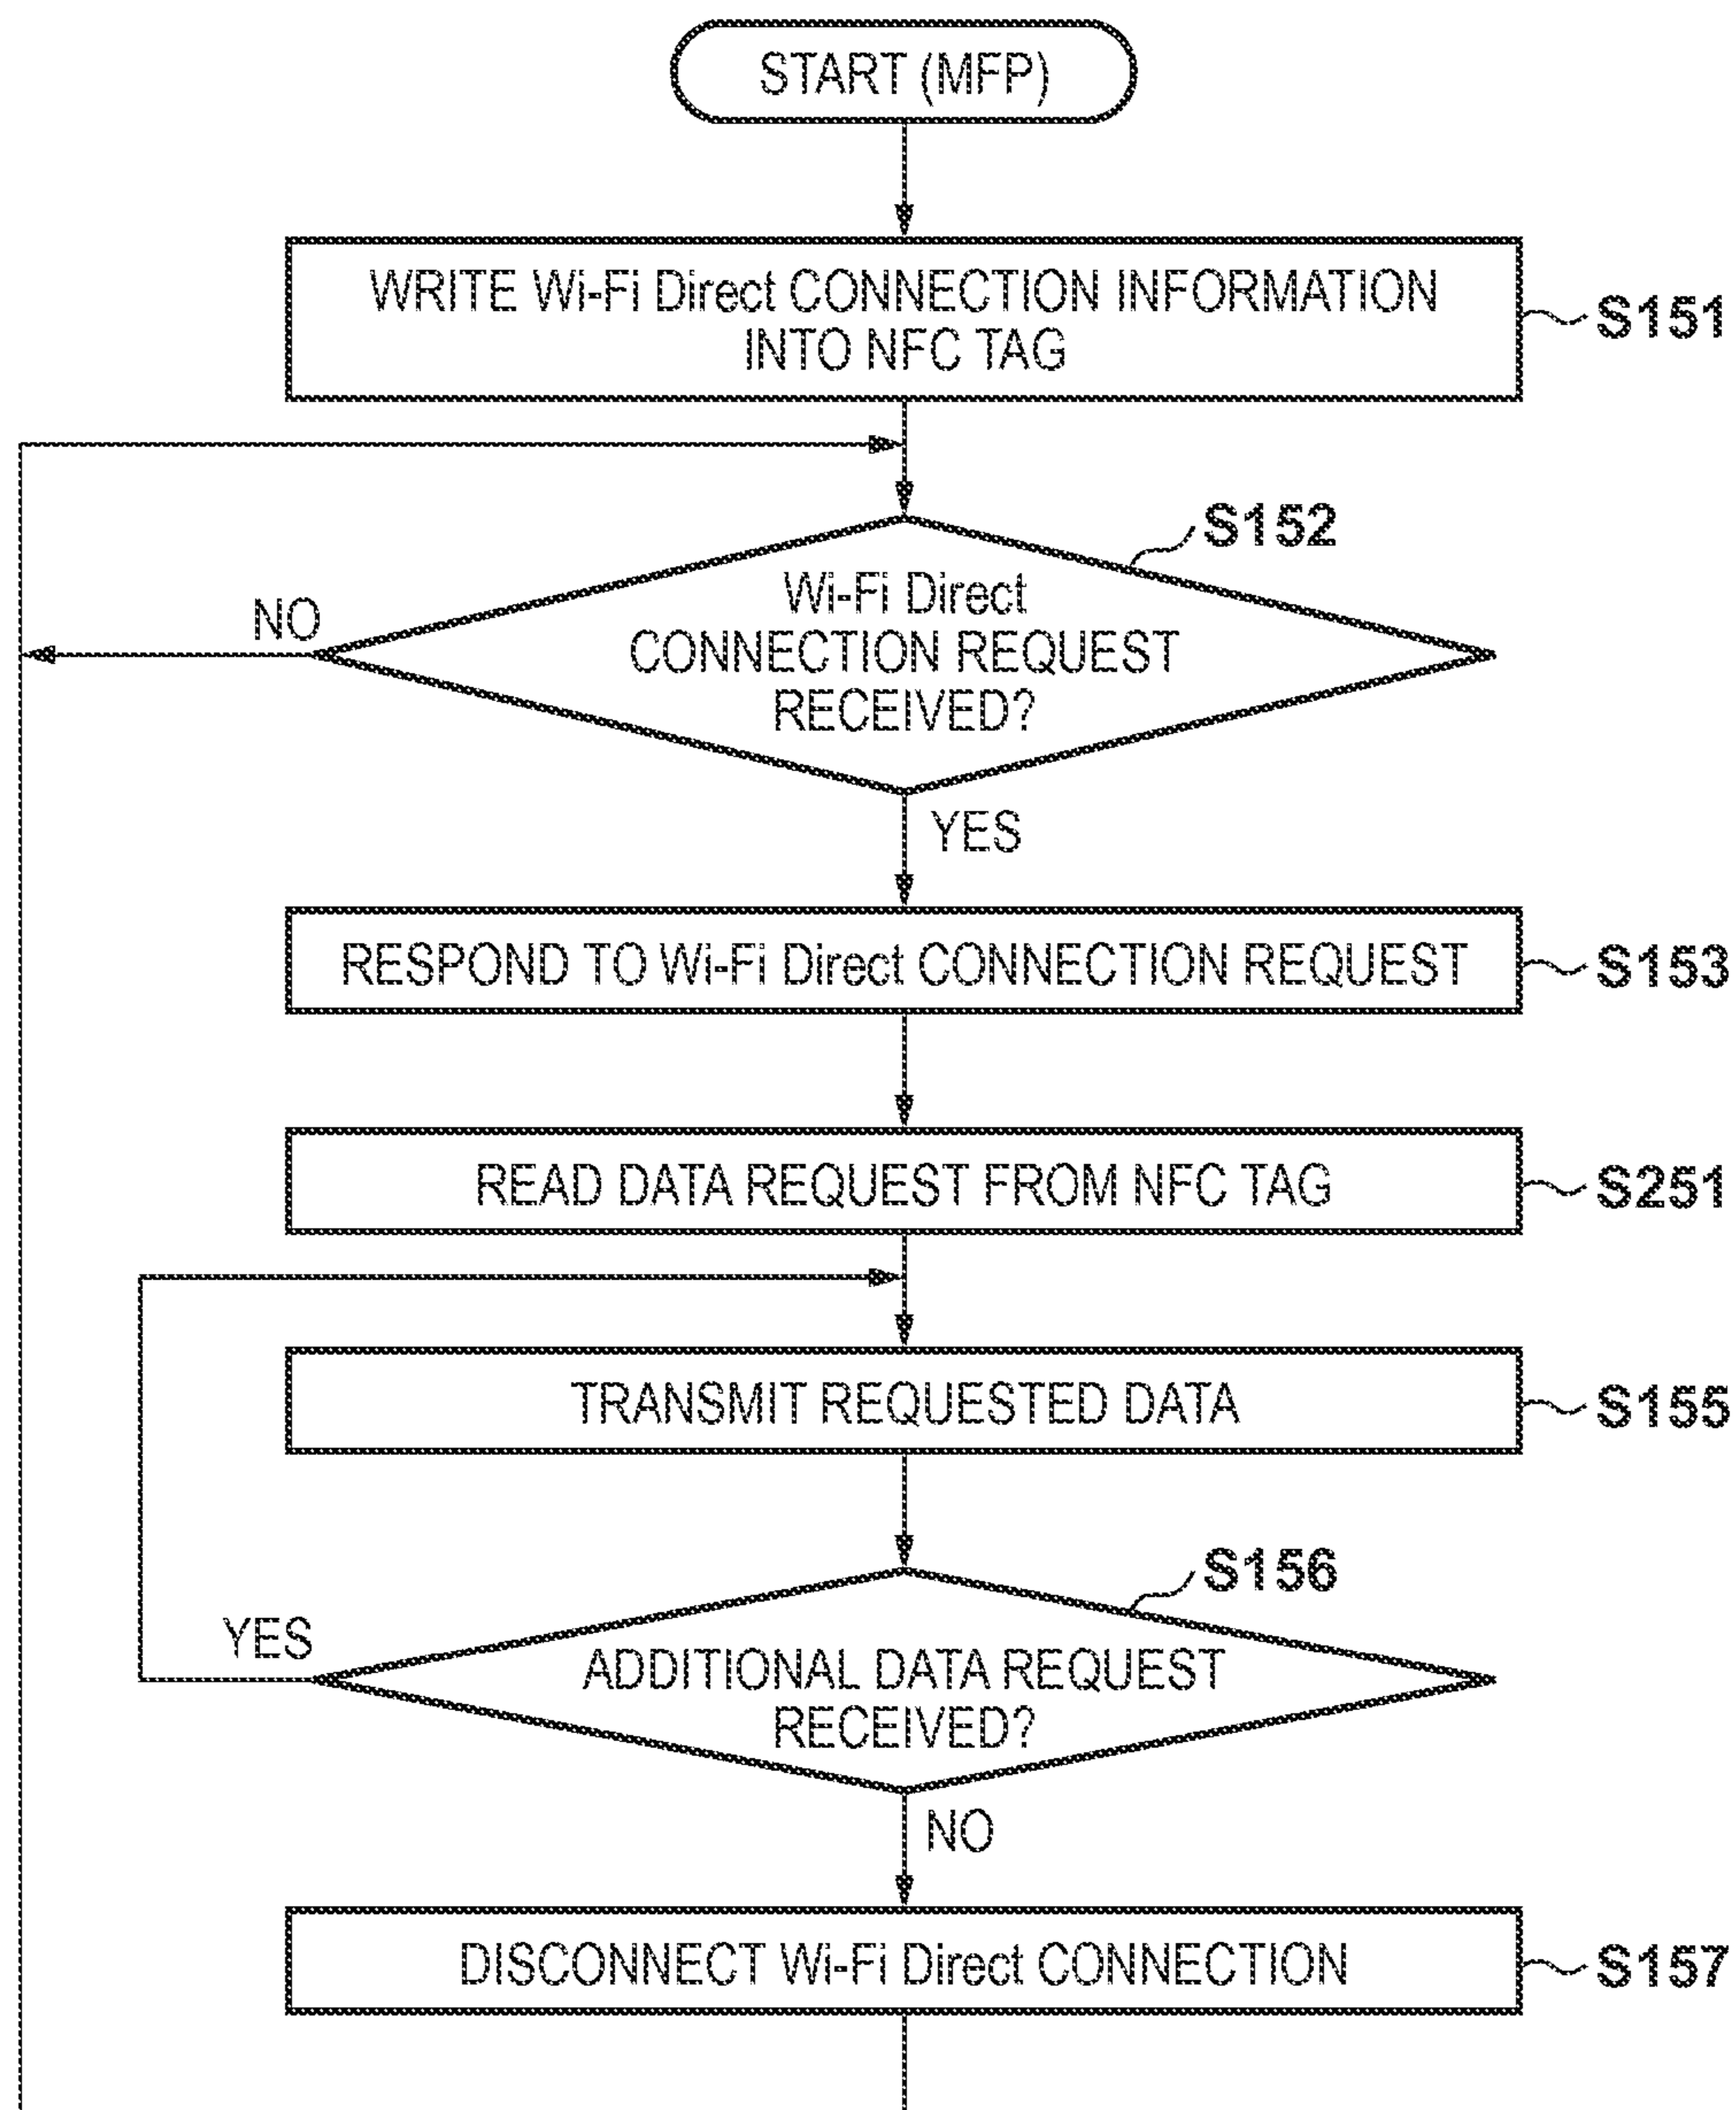 START (MFP)
WRITE Wi-Fi Direct CONNECTION INFORMATION
INTO NFC TAG
S151
S152
Wi-Fi Direct
CONNECTION REQUEST
RECEIVED?
NO
YES
RESPOND TO Wi-Fi Direct CONNECTION REQUEST
S153
READ DATA REQUEST FROM NFC TAG
S251
TRANSMIT REQUESTED DATA
S155
S156
YES
ADDITIONAL DATA REQUEST
RECEIVED?
NO
DISCONNECT Wi-Fi Direct CONNECTION
S157